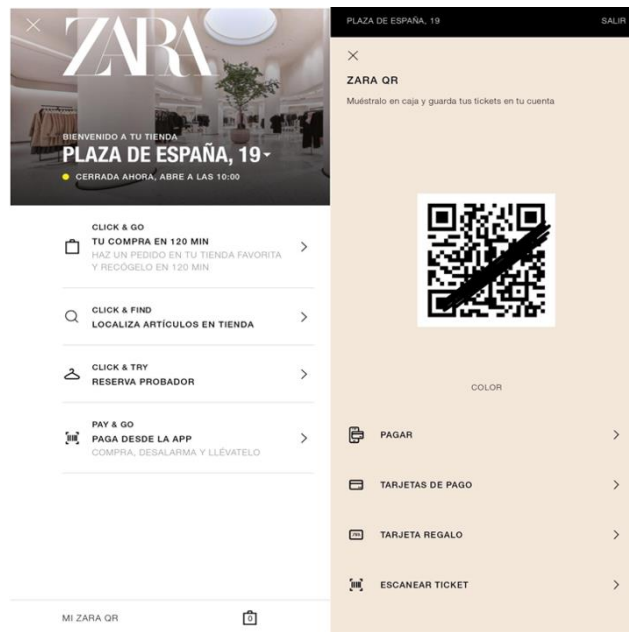 ZARA
BIENVENIDO A TU TIENDA
PLAZA DE ESPAÑA, 19
CERRADA AHORA, ABRE A LAS 10:00
CLICK & GO
TU COMPRA EN 120 MIN
HAZ UN PEDIDO EN TU TIENDA FAVORITA
Y RECÓGELO EN 120 MIN
CLICK & FIND
LOCALIZA ARTÍCULOS EN TIENDA
CLICK & TRY
RESERVA PROBADOR
PAY & GO
PAGA DESDE LA APP
COMPRA, DESALARMA Y LLÉVATELO
MI ZARA QR
0
PLAZA DE ESPAÑA, 19 SALIR
ZARA QR
Muéstralo en caja y guarda tus tickets en tu cuenta
COLOR
PAGAR
TARJETAS DE PAGO
TARJETA REGALO
ESCANEAR TICKET